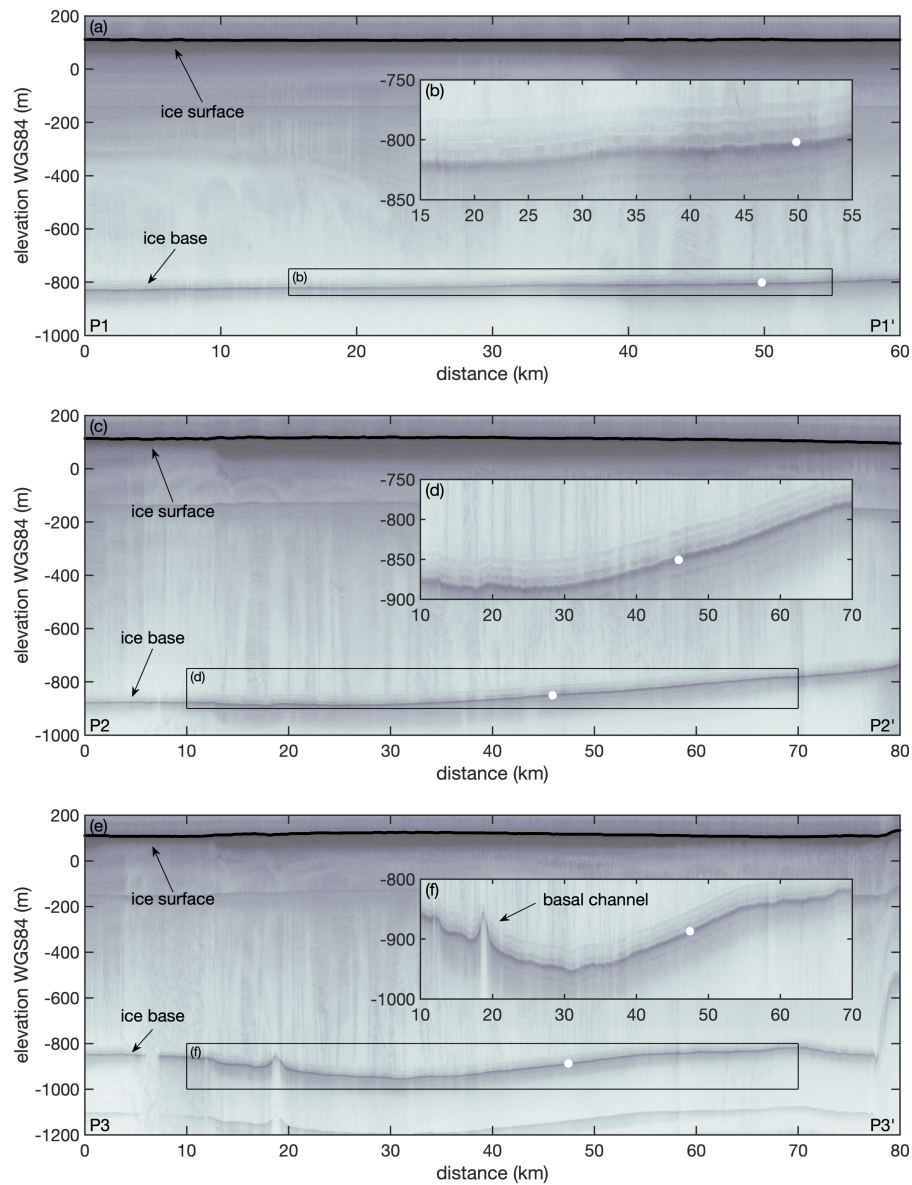 (a)
200
0
-200
-400
-600
-800
-1000
elevation WGS84 (m)
ice surface
ice base
(b)
-750
-800
-850
15 20 25 30 35 40 45 50 55
(b)
P1 P1'
0 10 20 30 40 50 60
distance (km)
(c)
200
0
-200
-400
-600
-800
-1000
elevation WGS84 (m)
ice surface
ice base
(d)
-750
-800
-850
-900
10 20 30 40 50 60 70
(d)
P2 P2'
0 10 20 30 40 50 60 70 80
distance (km)
(e)
200
0
-200
-400
-600
-800
-1000
-1200
elevation WGS84 (m)
ice surface
ice base
(f)
basal channel
-800
-900
-1000
10 20 30 40 50 60 70
(f)
P3 P3'
0 10 20 30 40 50 60 70 80
distance (km)